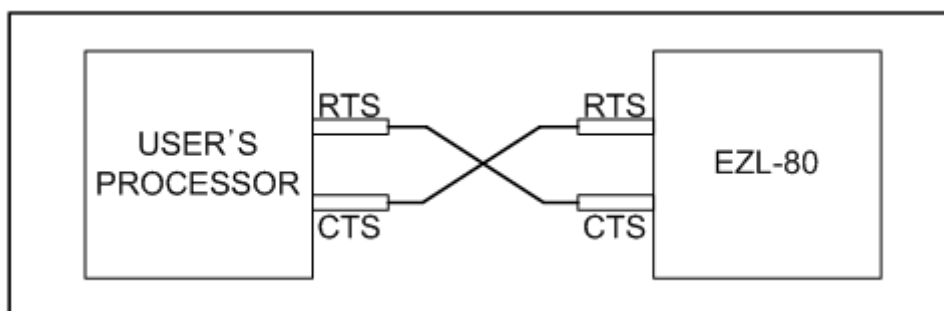 RTS
RTS
USER'S
PROCESSOR
EZL-80
CTS
CTS